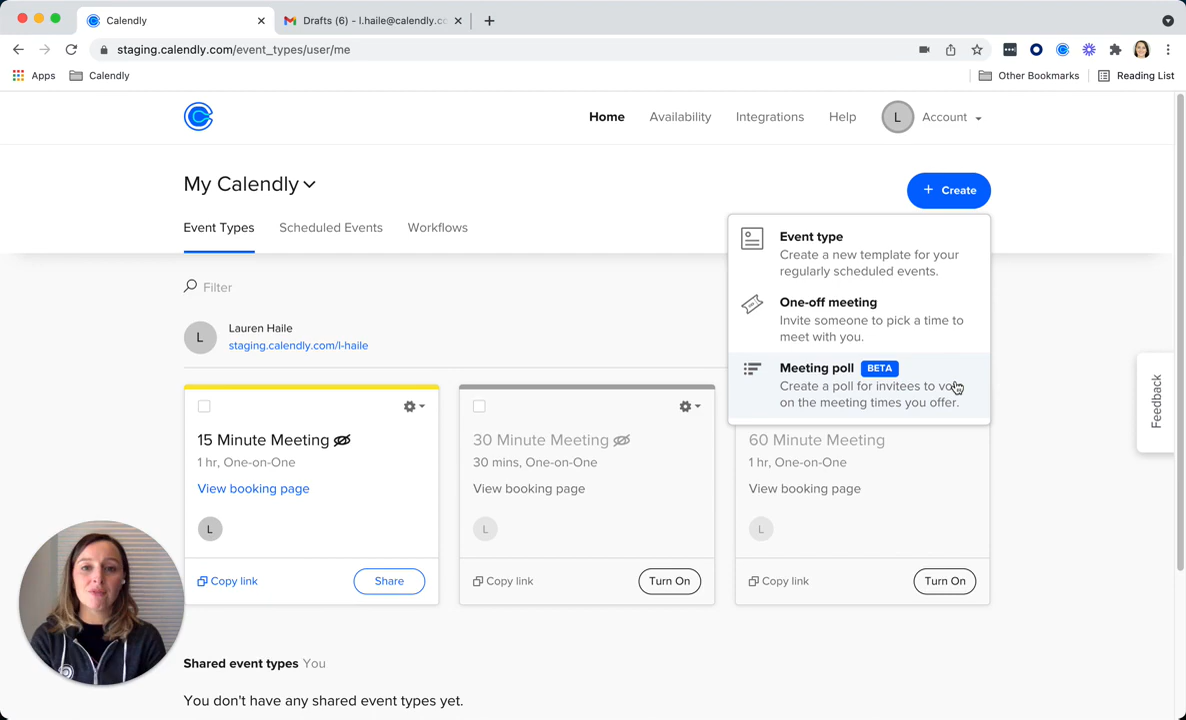 Calendly
Drafts (6) - l.haile@calendly.co
staging.calendly.com/event_types/user/me
Apps
Calendly
Other Bookmarks
Reading List
Home
Availability
Integrations
Help
L
Account
My Calendly
+ Create
Event Types
Scheduled Events
Workflows
Event type
Create a new template for your
regularly scheduled events.
One-off meeting
Invite someone to pick a time to
meet with you.
Meeting poll BETA
Create a poll for invitees to vote
on the meeting times you offer.
Filter
L
Lauren Haile
staging.calendly.com/l-haile
Feedback
15 Minute Meeting
1 hr, One-on-One
View booking page
L
Copy link
Share
30 Minute Meeting
30 mins, One-on-One
View booking page
L
Copy link
Turn On
60 Minute Meeting
1 hr, One-on-One
View booking page
L
Copy link
Turn On
Shared event types You
You don't have any shared event types yet.